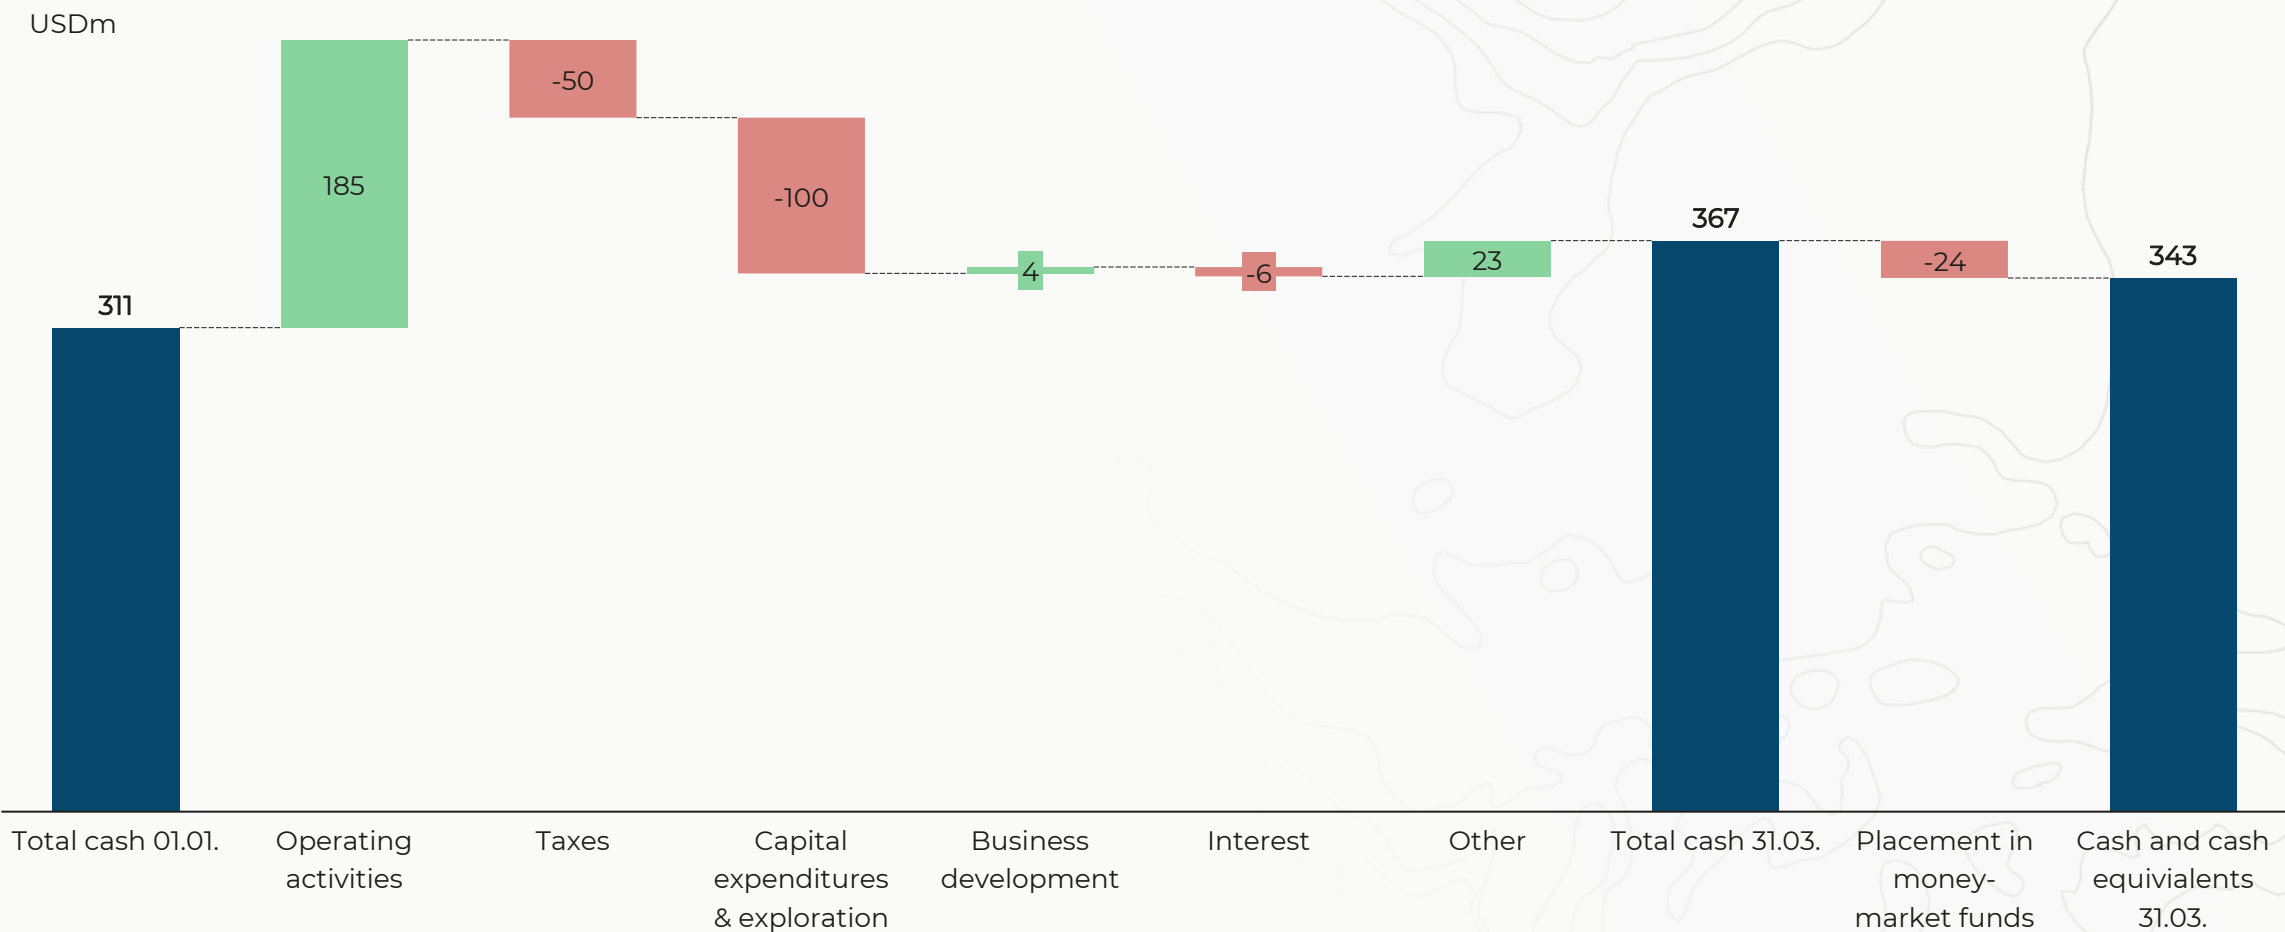 USDm
311
185
-50
-100
4
-6
23
367
-24
343
Total cash 01.01.
Operating
activities
Taxes
Capital
expenditures
& exploration
Business
development
Interest
Other
Total cash 31.03.
Placement in
money-
market funds
Cash and cash
equivialents
31.03.